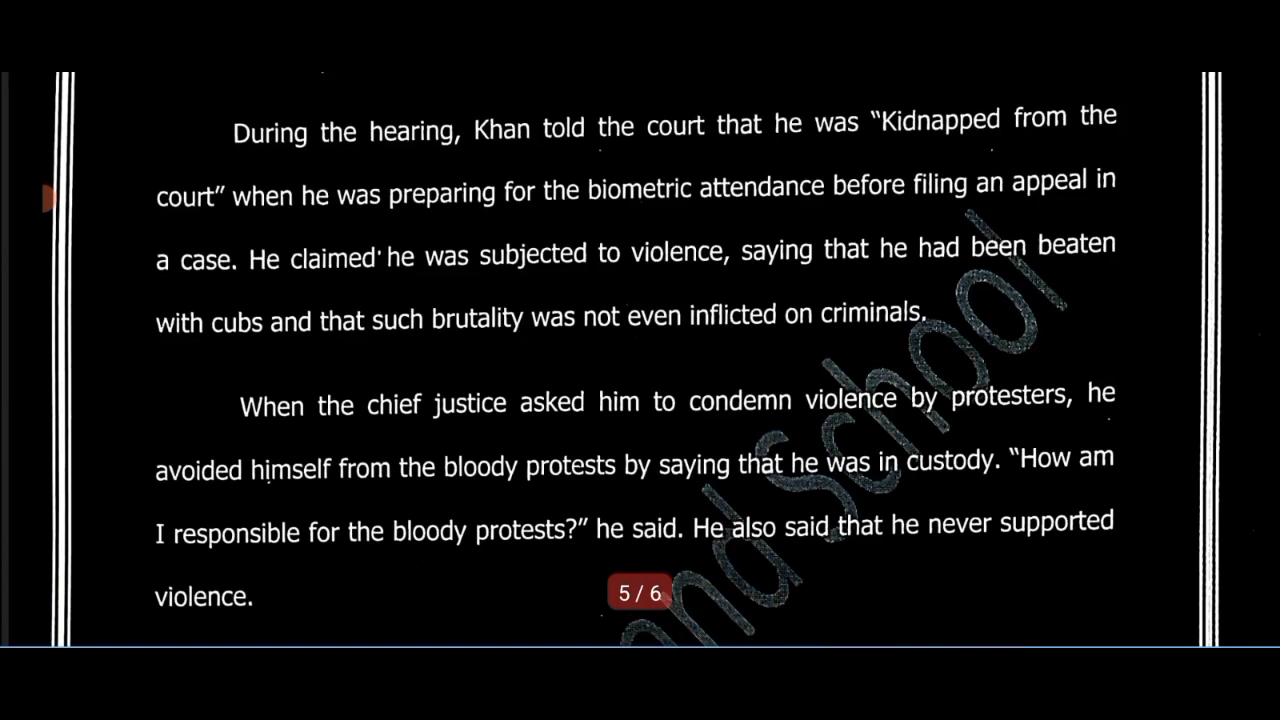 During the hearing, Khan told the court that he was “Kidnapped from the
court” when he was preparing for the biometric attendance before filing an appeal in
a case. He claimed he was subjected to violence, saying that he had been beaten
with cubs and that such brutality was not even inflicted on criminals.
When the chief justice asked him to condemn violence by protesters, he
avoided himself from the bloody protests by saying that he was in custody. “How am
I responsible for the bloody protests?” he said. He also said that he never supported
violence.
5 / 6
and School